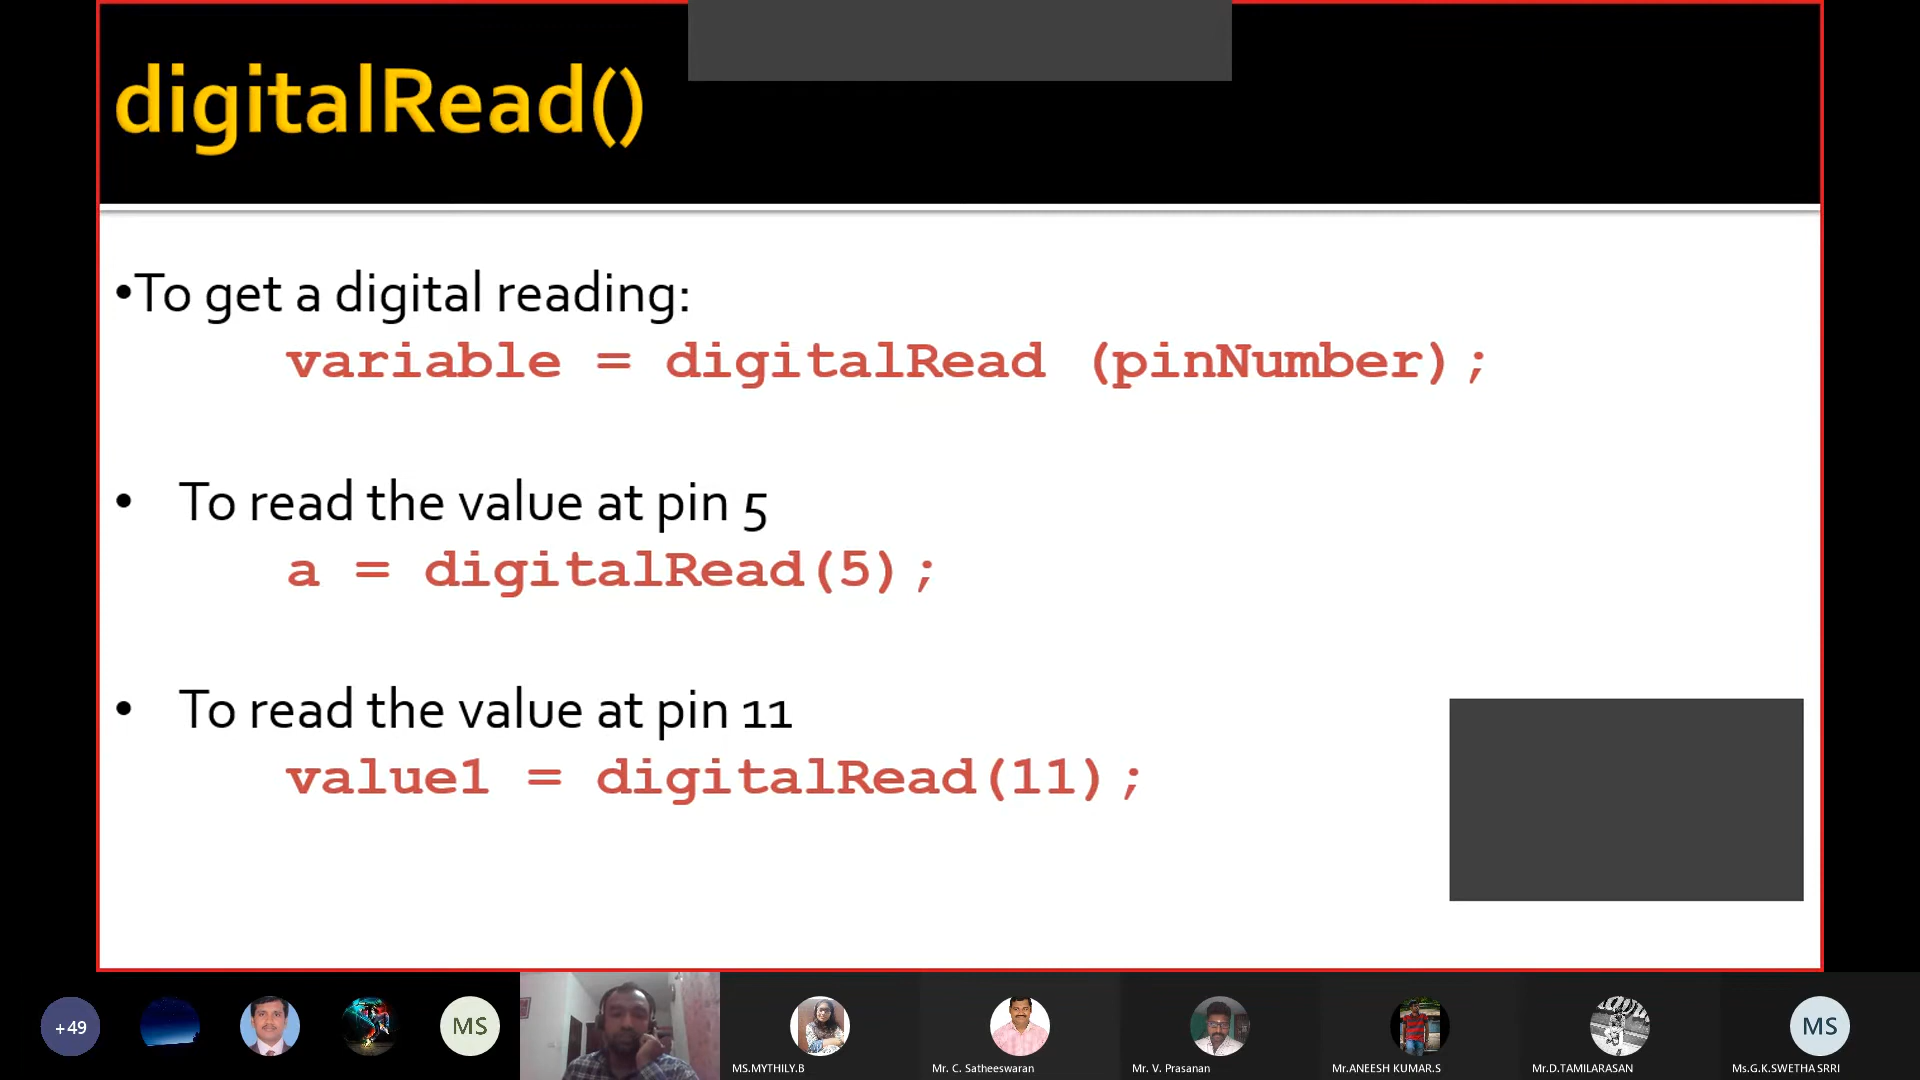 digitalRead()
•To get a digital reading:
variable = digitalRead (pinNumber);
• To read the value at pin 5
a = digitalRead(5);
• To read the value at pin 11
value1 = digitalRead(11);
+49
MS
MS
MS.MYTHILY.B
Mr. C. Satheeswaran
Mr. V. Prasanan
Mr.ANEESH KUMAR.S
Mr.D.TAMILARASAN
Ms.G.K.SWETHA SRRI